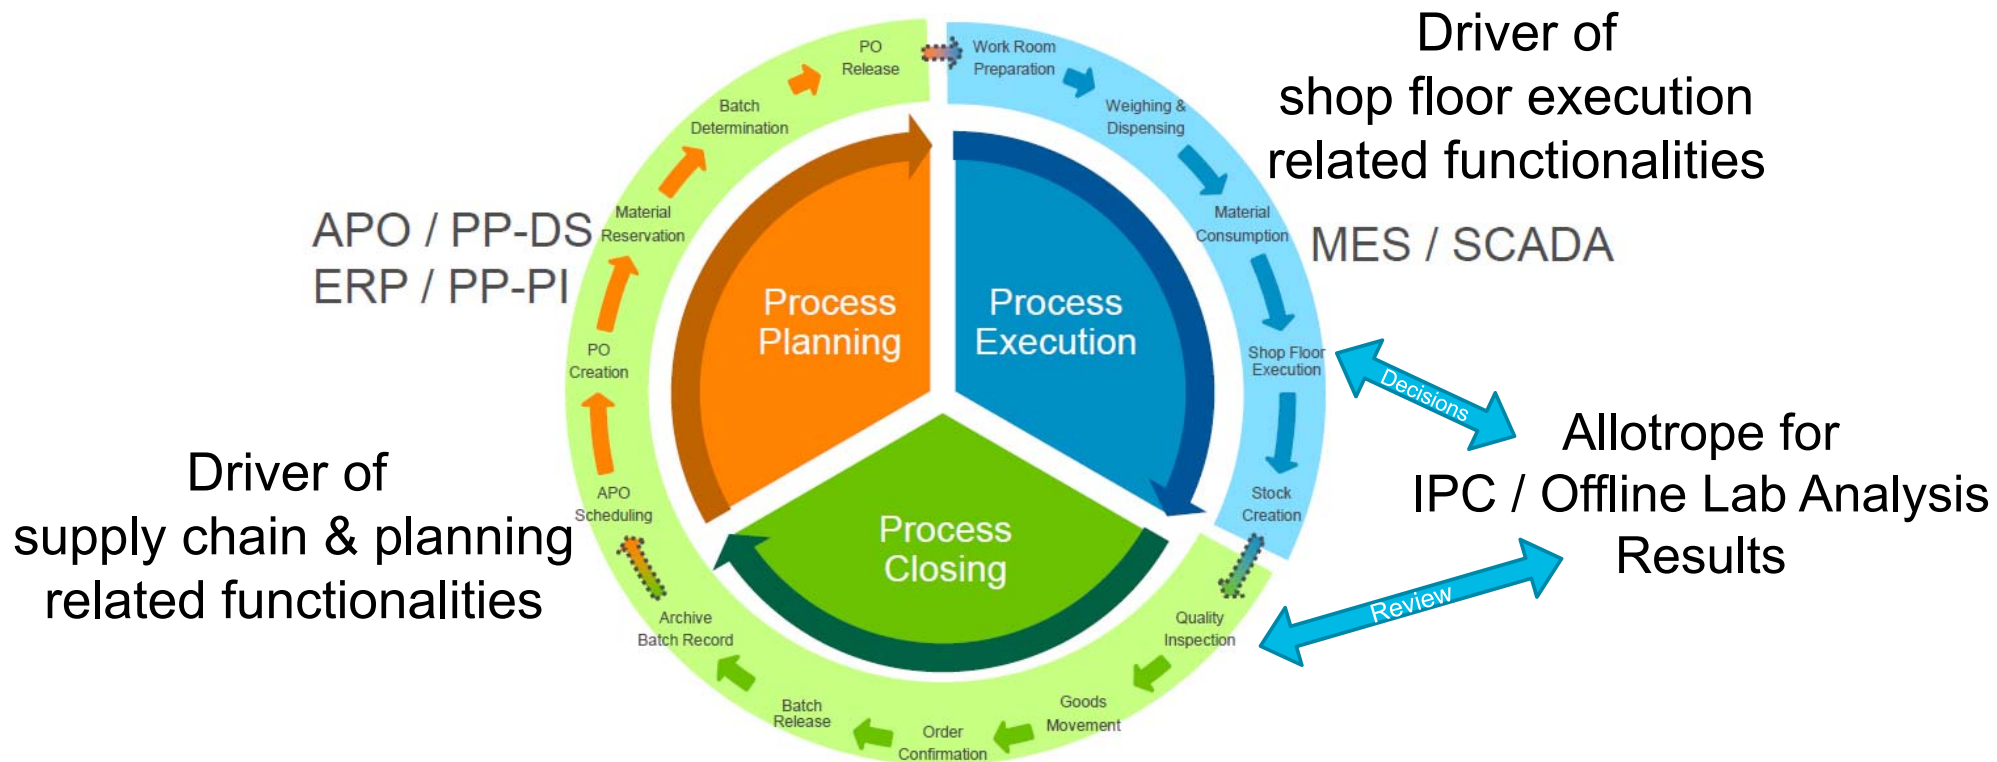 Driver of
shop floor execution
related functionalities
MES / SCADA
APO / PP-DS
ERP / PP-PI
Driver of
supply chain & planning
related functionalities
Allotrope for
IPC / Offline Lab Analysis
Results
Decisions
Review
Process
Planning
Process
Execution
Process
Closing
PO
Release
Work Room
Preparation
Weighing &
Dispensing
Material
Consumption
Shop Floor
Execution
Stock
Creation
Quality
Inspection
Goods
Movement
Order
Confirmation
Batch
Release
Archive
Batch Record
APO
Scheduling
PO
Creation
Material
Reservation
Batch
Determination